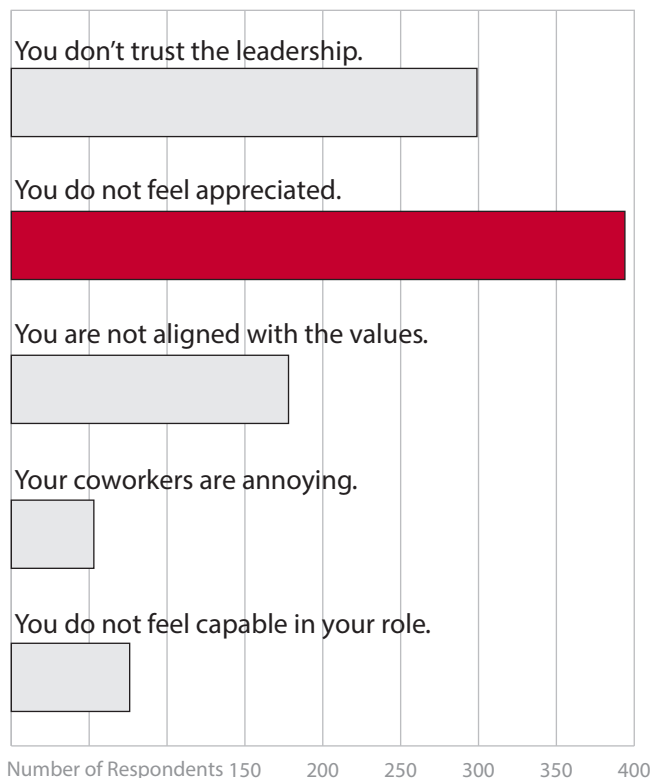 You don’t trust the leadership.
You do not feel appreciated.
You are not aligned with the values.
Your coworkers are annoying.
You do not feel capable in your role.
Number of Respondents 150 200 250 300 350 400